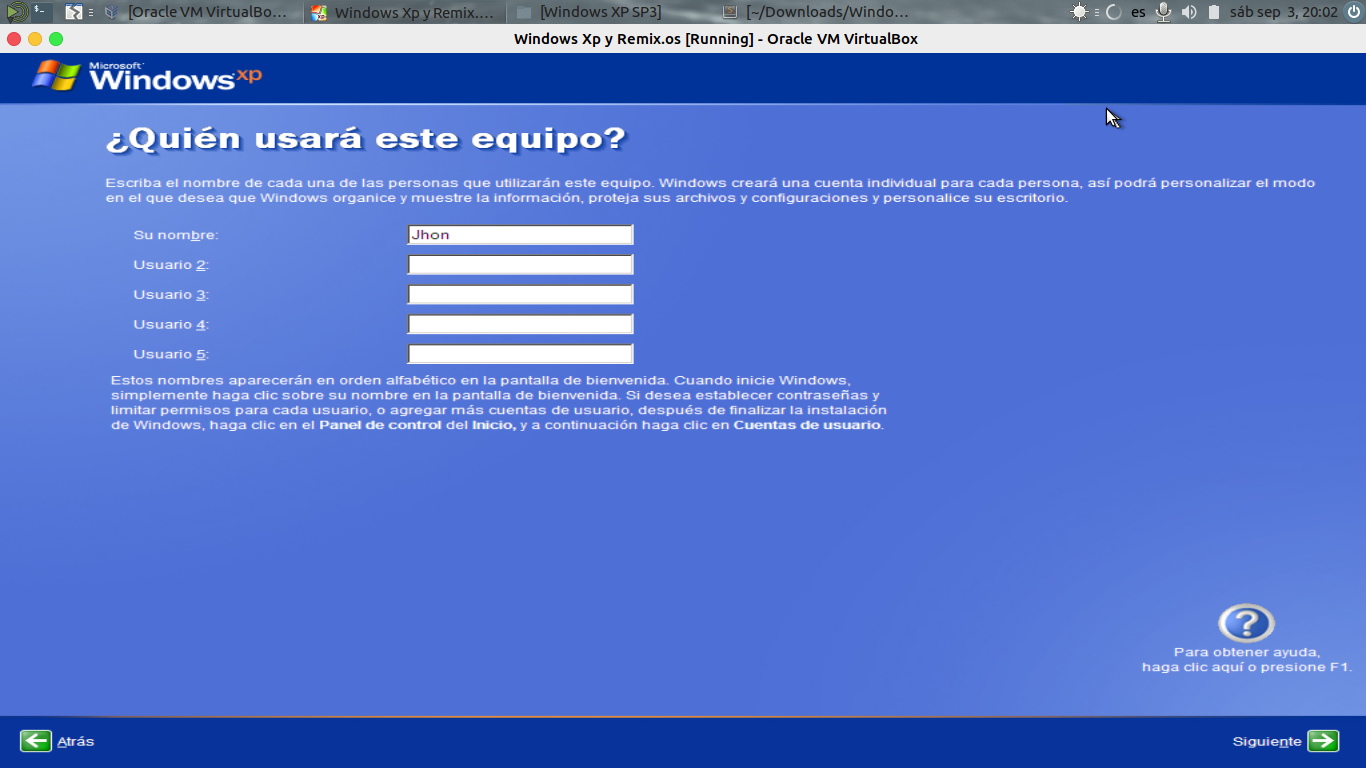 [Oracle VM VirtualBo... Windows Xp y Remix.... [Windows XP SP3] [~/Downloads/Windo... es sáb sep 3, 20:02
Windows Xp y Remix.os [Running] - Oracle VM VirtualBox
Microsoft
Windows xp
¿Quién usará este equipo?
Escriba el nombre de cada una de las personas que utilizarán este equipo. Windows creará una cuenta individual para cada persona, así podrá personalizar el modo
en el que desea que Windows organice y muestre la información, proteja sus archivos y configuraciones y personalice su escritorio.
Su nombre: Jhon
Usuario 2:
Usuario 3:
Usuario 4:
Usuario 5:
Estos nombres aparecerán en orden alfabético en la pantalla de bienvenida. Cuando inicie Windows,
simplemente haga clic sobre su nombre en la pantalla de bienvenida. Si desea establecer contraseñas y
limitar permisos para cada usuario, o agregar más cuentas de usuario, después de finalizar la instalación
de Windows, haga clic en el Panel de control del Inicio, y a continuación haga clic en Cuentas de usuario.
?
Para obtener ayuda,
haga clic aquí o presione F1.
Atrás Siguiente